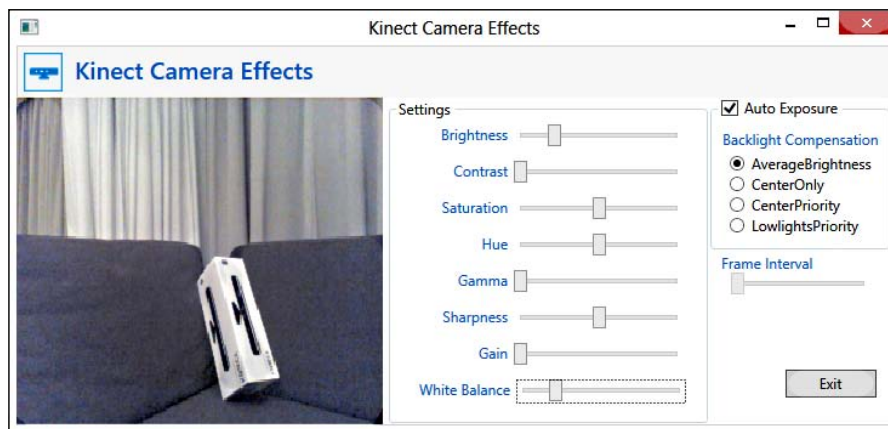 Kinect Camera Effects
Kinect Camera Effects
Settings
Brightness
Contrast
Saturation
Hue
Gamma
Sharpness
Gain
White Balance
Auto Exposure
Backlight Compensation
AverageBrightness
CenterOnly
CenterPriority
LowlightsPriority
Frame Interval
Exit